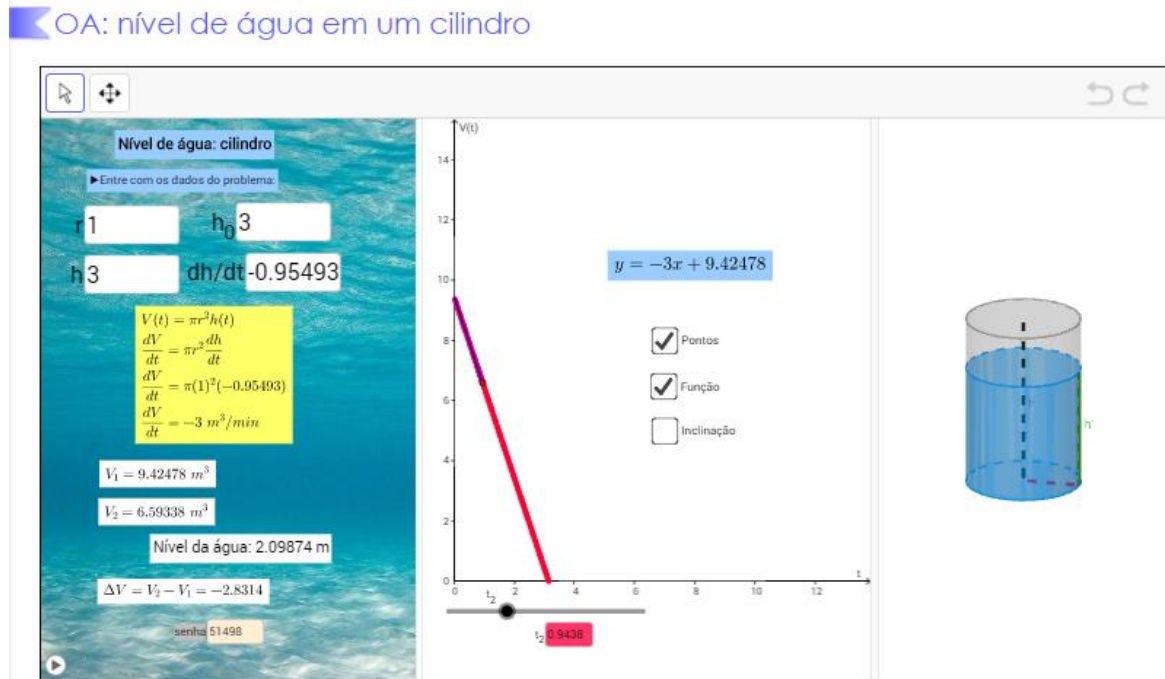 OA: nível de água em um cilindro
Nível de água: cilindro
▶Entre com os dados do problema:
r 1
h₀ 3
h 3
dh/dt -0.95493
V(t) = πr²h(t)
dV/dt = πr² dh/dt
dV/dt = π(1)²(−0.95493)
dV/dt = −3 m³/min
V₁ = 9.42478 m³
V₂ = 6.59338 m³
Nível da água: 2.09874 m
ΔV = V₂ − V₁ = −2.8314
senha 51498
V(t)
14
12
10
8
6
4
2
0
0 2 4 6 8 10 12
t
y = −3x + 9.42478
Pontos
Função
Inclinação
t₂
t₂ 0.9438
h'